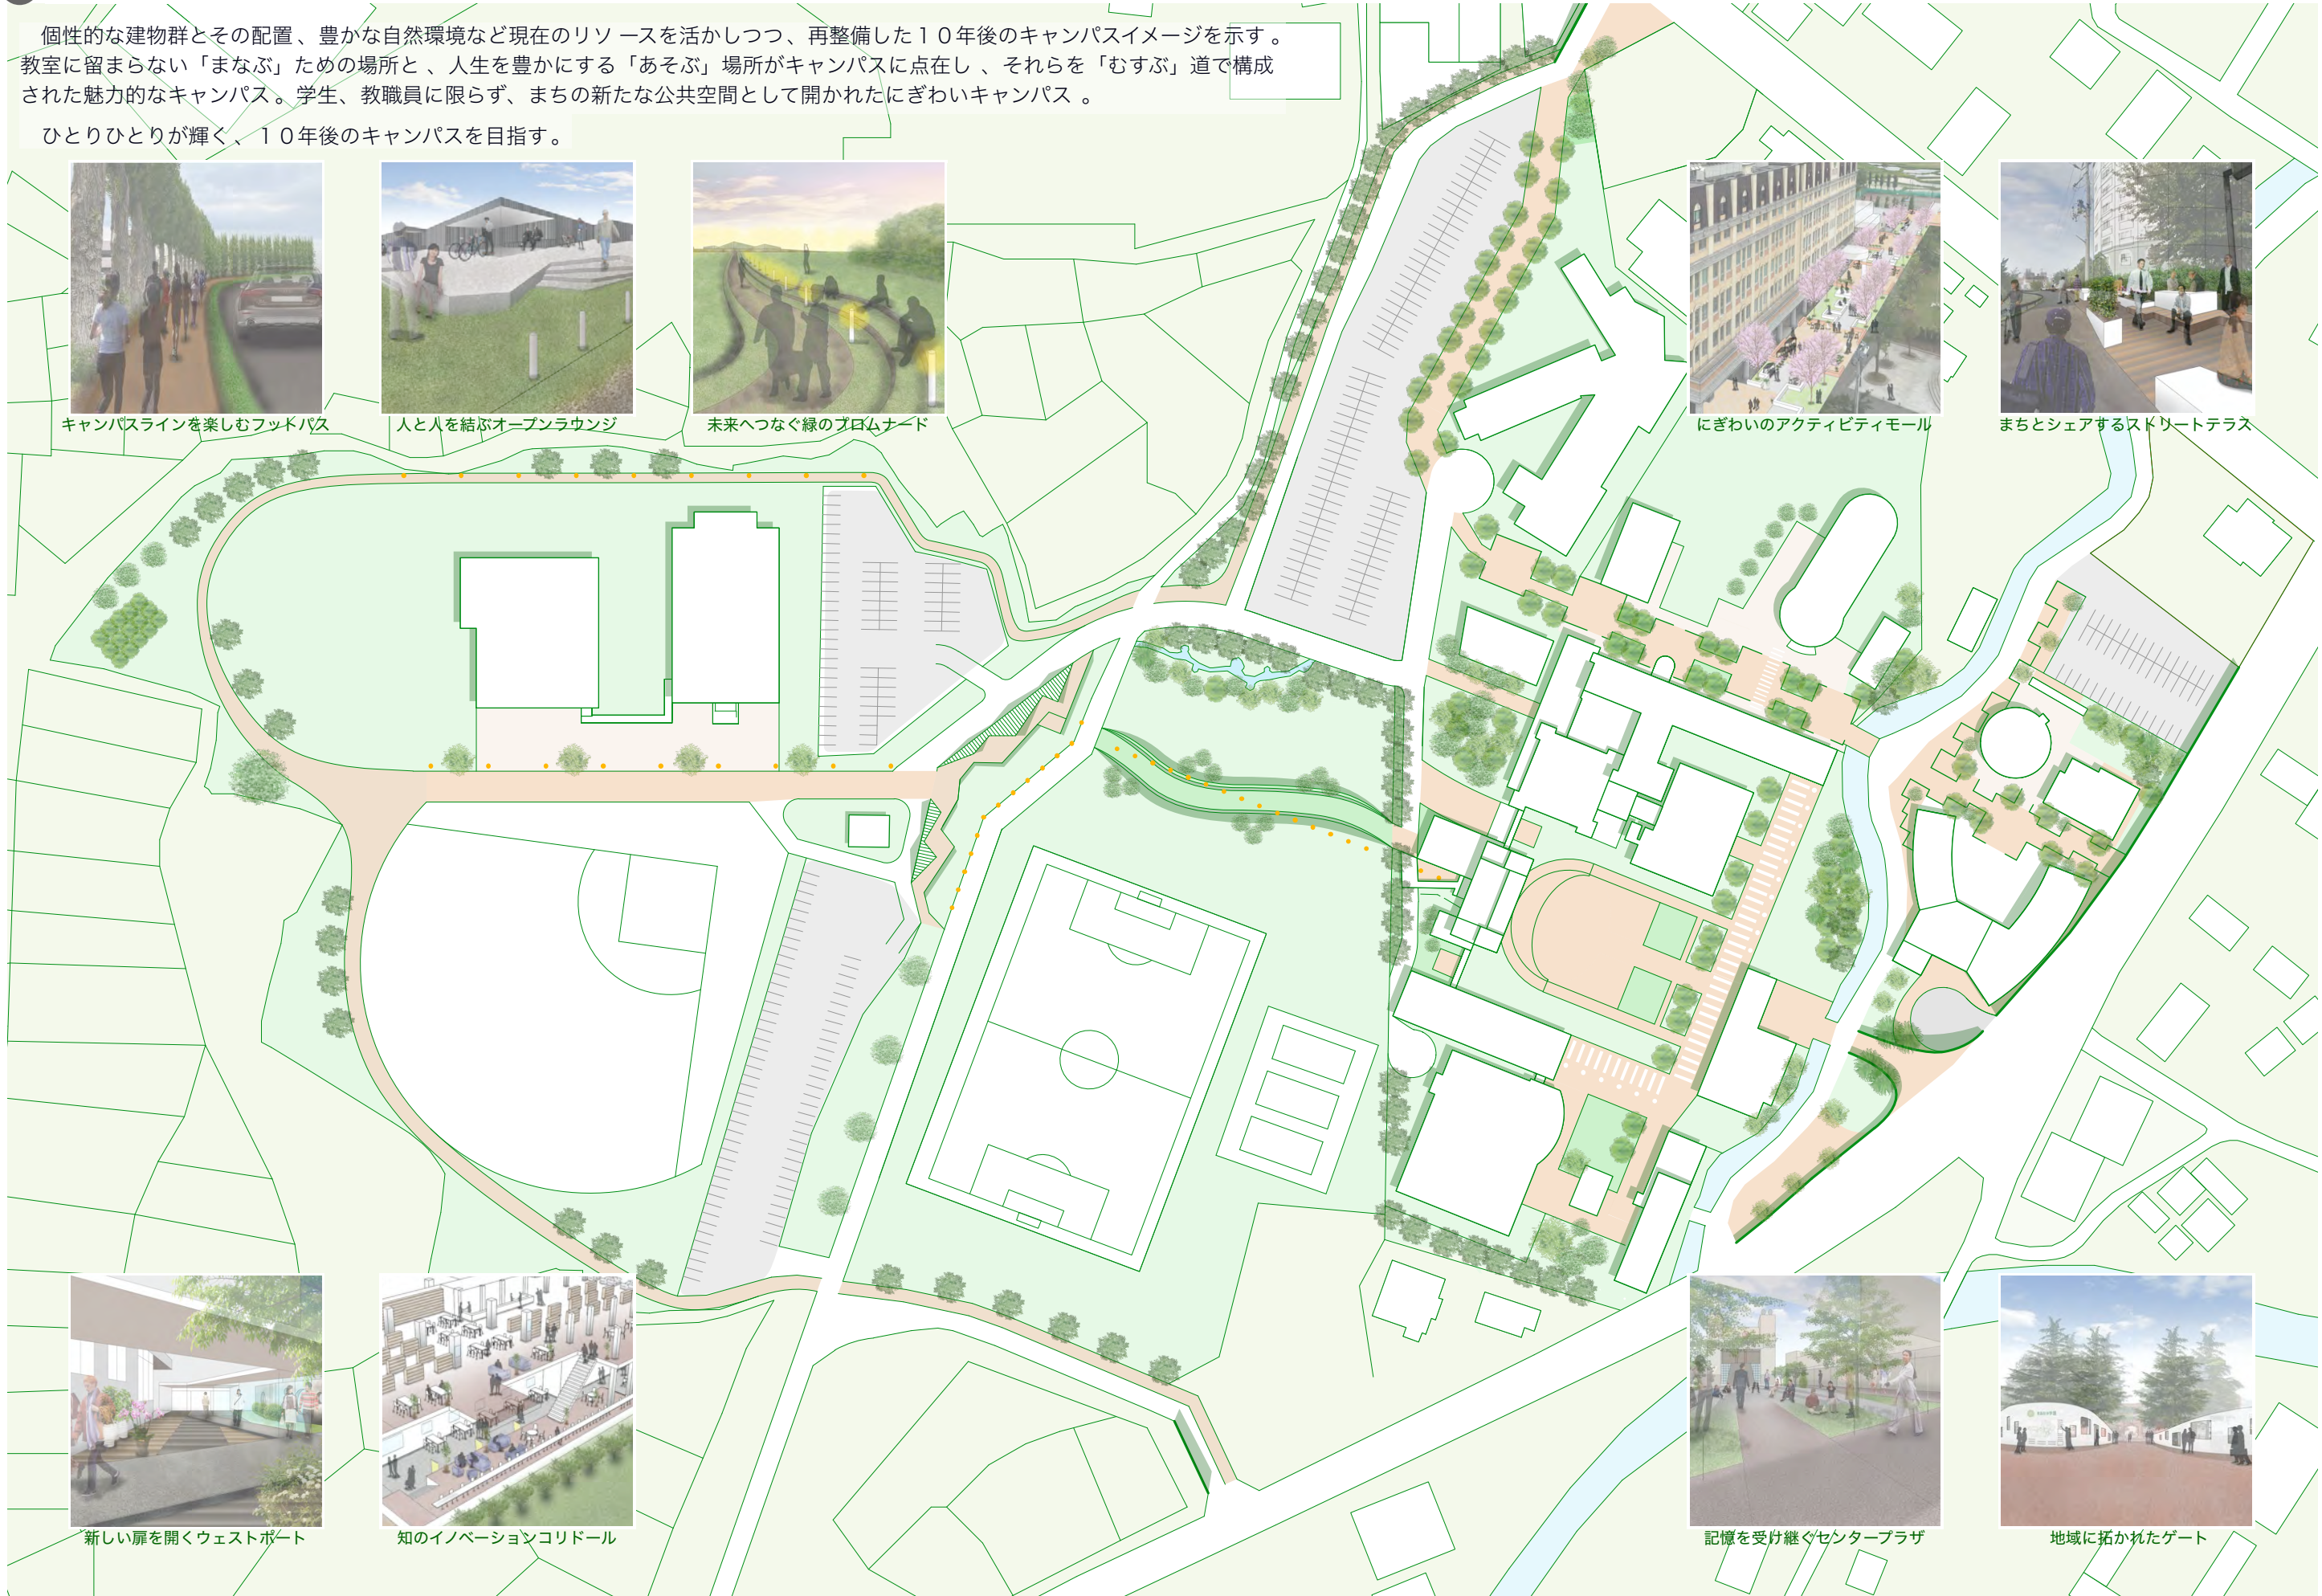 個性的な建物群とその配置、豊かな自然環境など現在のリソースを活かしつつ、再整備した１０年後のキャンパスイメージを示す。
教室に留まらない「まなぶ」ための場所と、人生を豊かにする「あそぶ」場所がキャンパスに点在し、それらを「むすぶ」道で構成
された魅力的なキャンパス。学生、教職員に限らず、まちの新たな公共空間として開かれたにぎわいキャンパス。
ひとりひとりが輝く、１０年後のキャンパスを目指す。
キャンパスラインを楽しむフッドパス
人と人を結ぶオープンラウンジ
未来へつなぐ緑のプロムナード
にぎわいのアクティビティモール
まちとシェアするストリートテラス
新しい扉を開くウェストポート
知のイノベーションコリドール
記憶を受け継ぐセンタープラザ
地域に拓かれたゲート